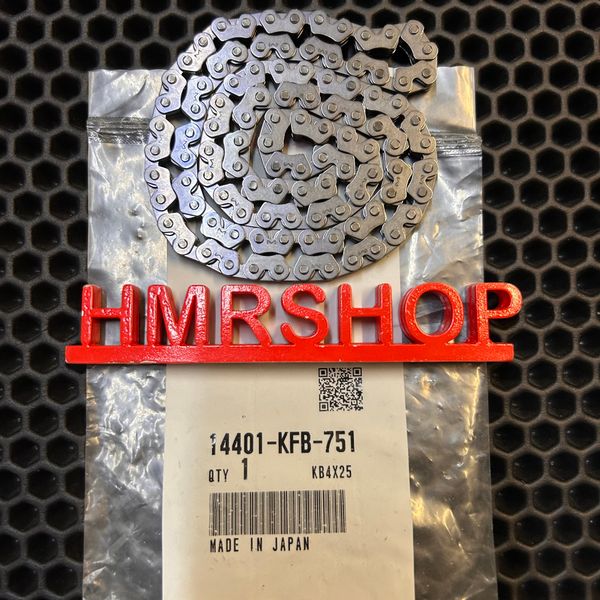 HMRSHOP
14401-KFB-751
QTY 1 KB4X25
MADE IN JAPAN